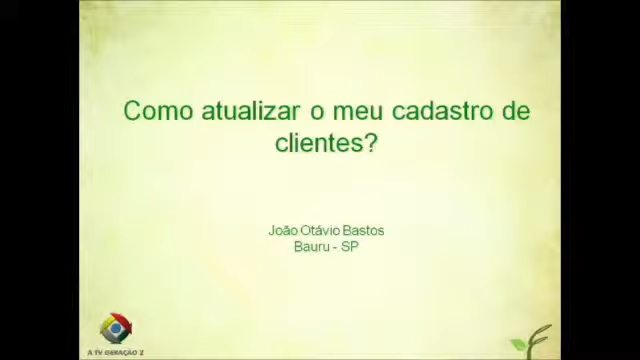 Como atualizar o meu cadastro de
clientes?
João Otávio Bastos
Bauru - SP
A TV GERAÇÃO Z